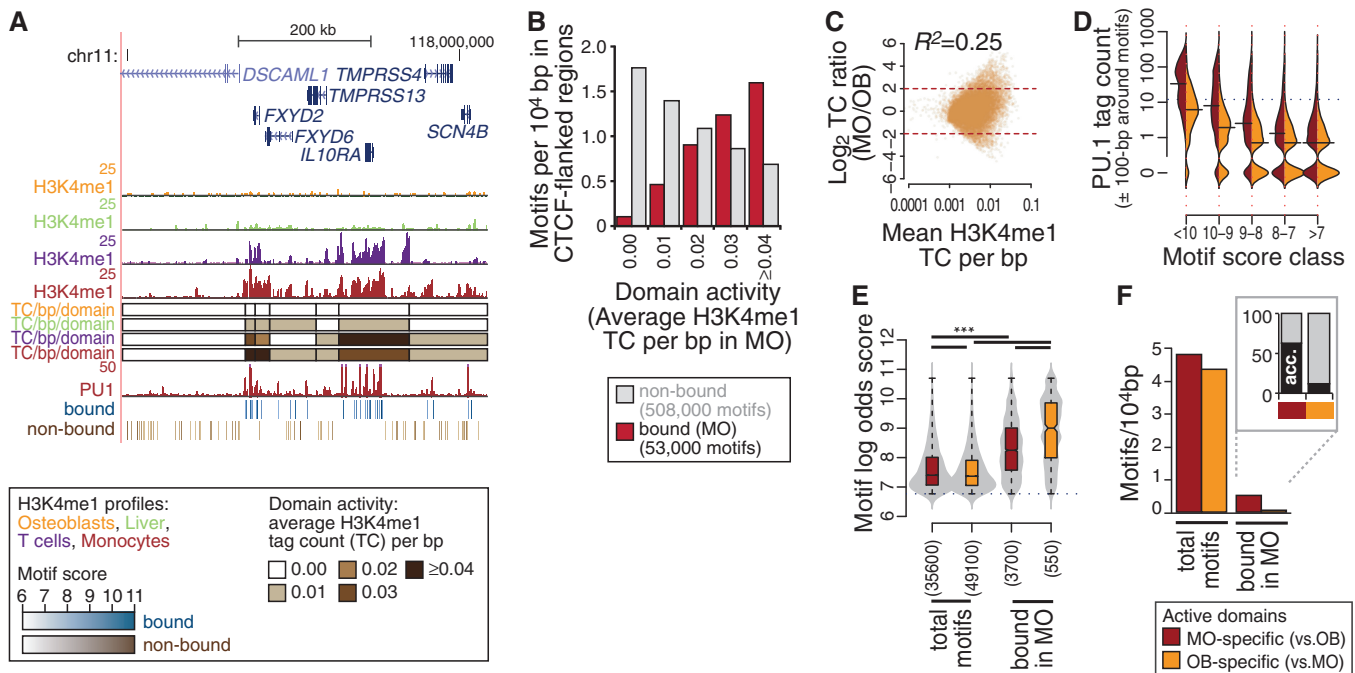 A
200 kb
chr11:
118,000,000
DSCAML1 TMPRSS4
TMPRSS13
FXYD2
FXYD6
SCN4B
IL10RA
25
H3K4me1
25
H3K4me1
25
H3K4me1
25
H3K4me1
TC/bp/domain
TC/bp/domain
TC/bp/domain
TC/bp/domain
50
PU1
bound
non-bound
H3K4me1 profiles:
Osteoblasts, Liver,
T cells, Monocytes
Motif score
6 7 8 9 10 11
bound
non-bound
Domain activity:
average H3K4me1
tag count (TC) per bp
0.00 0.02 ≥0.04
0.01 0.03
B
Motifs per 10⁴ bp in
CTCF-flanked regions
2.0
1.5
1.0
0.5
0
0.00 0.01 0.02 0.03 ≥0.04
Domain activity
(Average H3K4me1
TC per bp in MO)
non-bound
(508,000 motifs)
bound (MO)
(53,000 motifs)
C
R²=0.25
Log₂ TC ratio
(MO/OB)
6
4
2
0
-2
-4
-6
0.0001 0.001 0.01 0.1
Mean H3K4me1
TC per bp
D
PU.1 tag count
(± 100-bp around motifs)
1000
100
10
1
0
<10 10–9 9–8 8–7 >7
Motif score class
E
Motif log odds score
12
11
10
9
8
7
6
***
(35600) (49100) (3700) (550)
total
motifs
bound
in MO
F
Motifs/10⁴bp
5
4
3
2
1
0
100
50
0
acc.
total
motifs
bound
in MO
Active domains
MO-specific (vs.OB)
OB-specific (vs.MO)